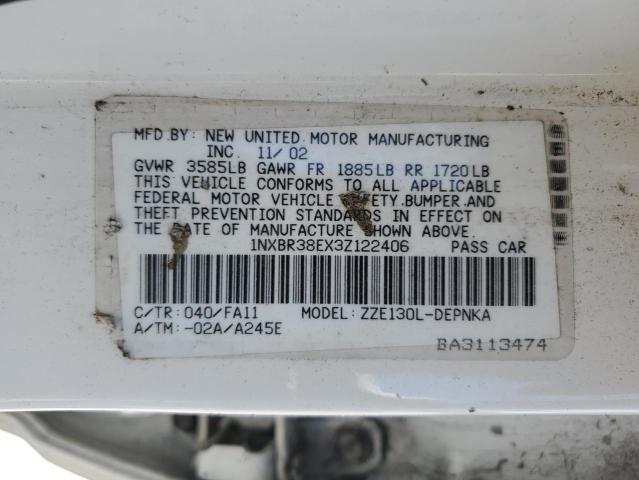 MFD.BY: NEW UNITED MOTOR MANUFACTURING
INC. 11/02
GVWR 3585LB GAWR FR 1885LB RR 1720LB
THIS VEHICLE CONFORMS TO ALL APPLICABLE
FEDERAL MOTOR VEHICLE ETY,BUMPER,AND
THEFT PREVENTION STANDARDS IN EFFECT ON
THE DATE OF MANUFACTURE SHOWN ABOVE.
1NXBR38EX3Z122406 PASS CAR
C/TR: 040/FA11 MODEL: ZZE130L-DEPNKA
A/TM: -02A/A245E
BA3113474